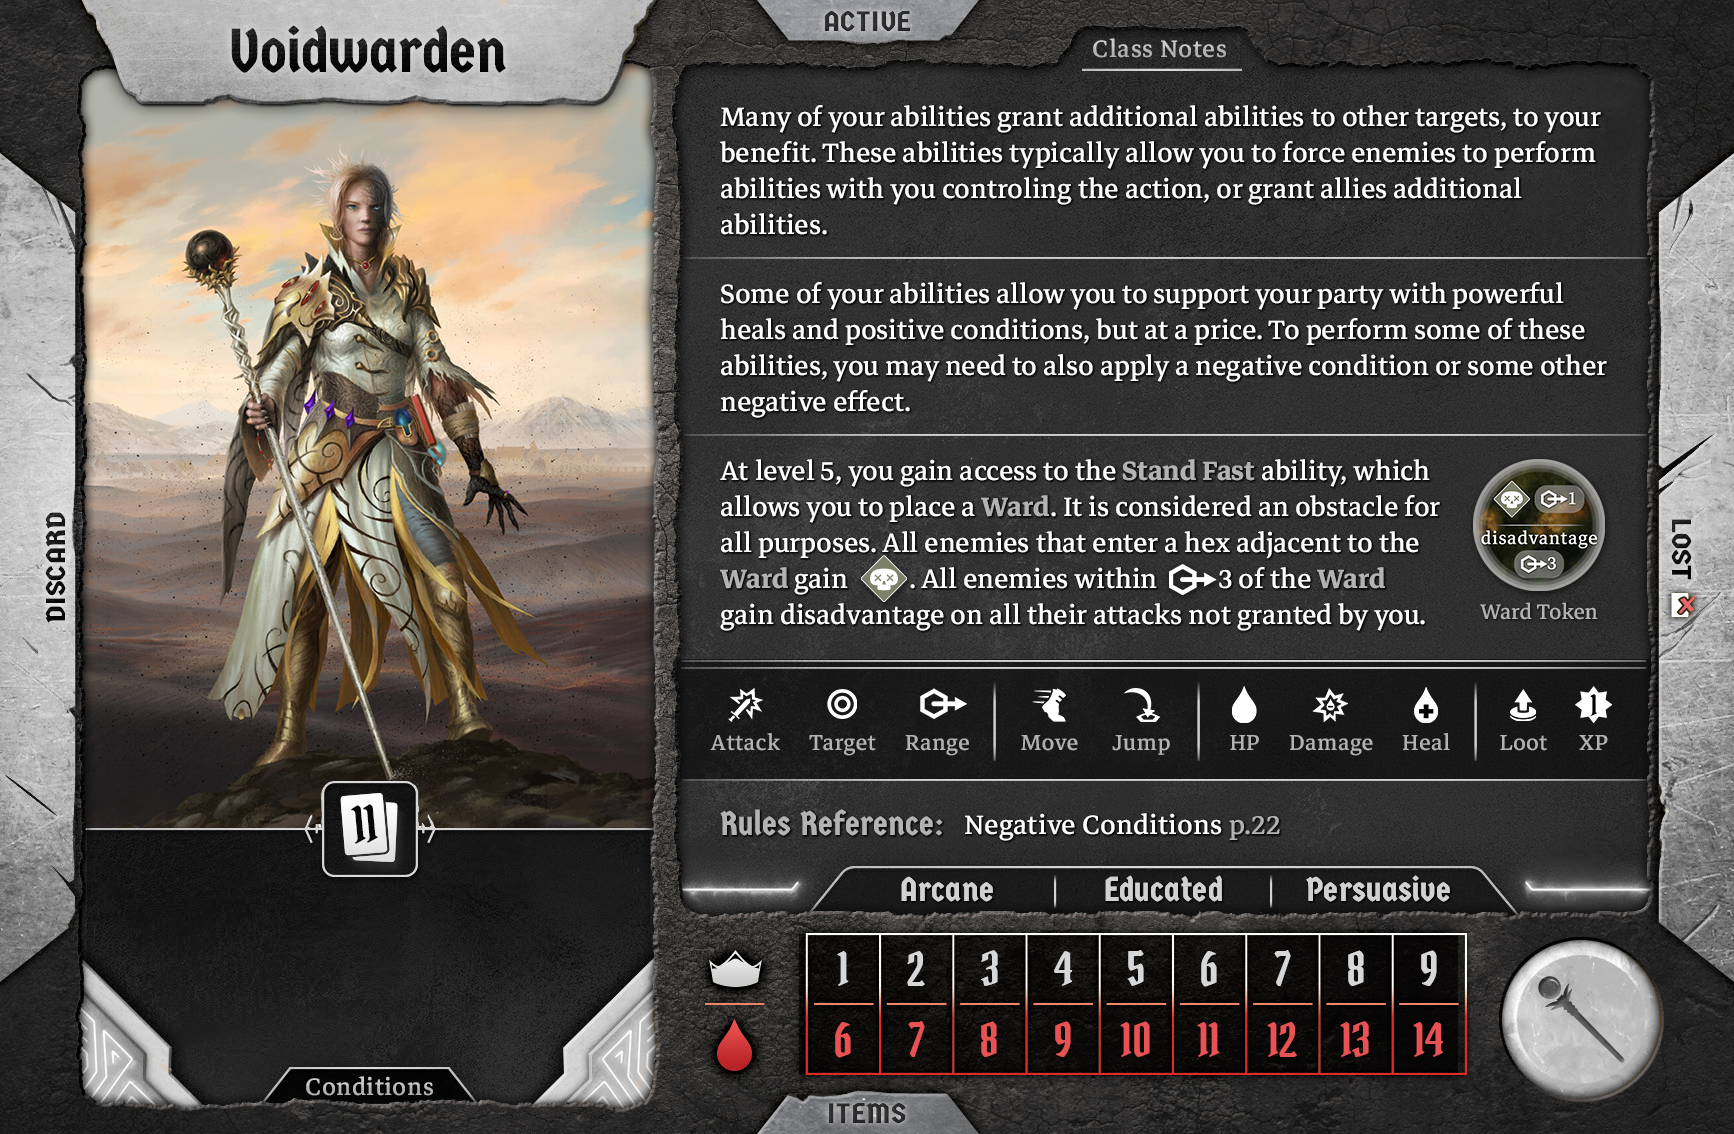 Voidwarden
ACTIVE
Class Notes
Many of your abilities grant additional abilities to other targets, to your
benefit. These abilities typically allow you to force enemies to perform
abilities with you controling the action, or grant allies additional
abilities.
Some of your abilities allow you to support your party with powerful
heals and positive conditions, but at a price. To perform some of these
abilities, you may need to also apply a negative condition or some other
negative effect.
At level 5, you gain access to the Stand Fast ability, which
allows you to place a Ward. It is considered an obstacle for
all purposes. All enemies that enter a hex adjacent to the
Ward gain . All enemies within 3 of the Ward
gain disadvantage on all their attacks not granted by you.
1
disadvantage
3
Ward Token
Attack Target Range Move Jump HP Damage Heal Loot 1 XP
Rules Reference: Negative Conditions p.22
Arcane Educated Persuasive
1 2 3 4 5 6 7 8 9
6 7 8 9 10 11 12 13 14
11
Conditions
DISCARD
LOST
ITEMS